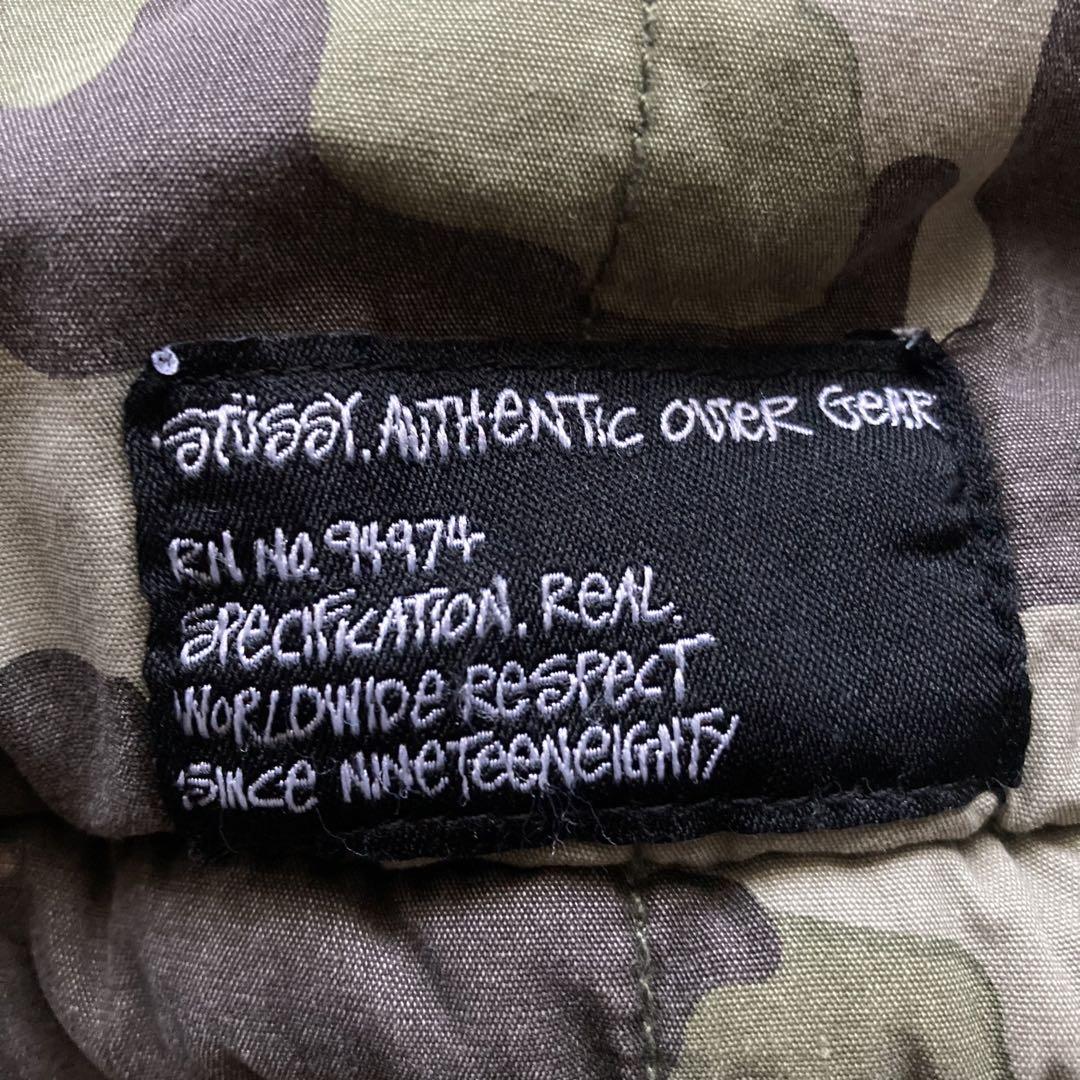 STÜSSY. AUTHENTIC OUTER GEAR
RN No. 94974
SPECIFICATION. REAL.
WORLDWIDE RESPECT
SINCE NINETEENEIGHTY